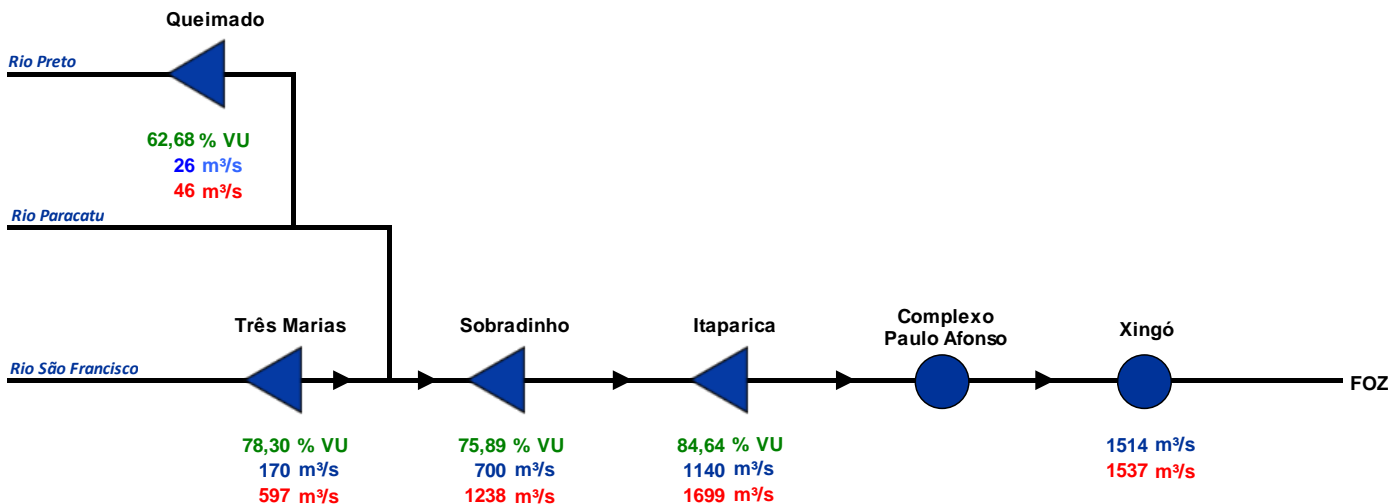 Queimado
Rio Preto
62,68 % VU
26 m³/s
46 m³/s
Rio Paracatu
Três Marias
Sobradinho
Itaparica
Complexo
Paulo Afonso
Xingó
Rio São Francisco
FOZ
78,30 % VU
170 m³/s
597 m³/s
75,89 % VU
700 m³/s
1238 m³/s
84,64 % VU
1140 m³/s
1699 m³/s
1514 m³/s
1537 m³/s